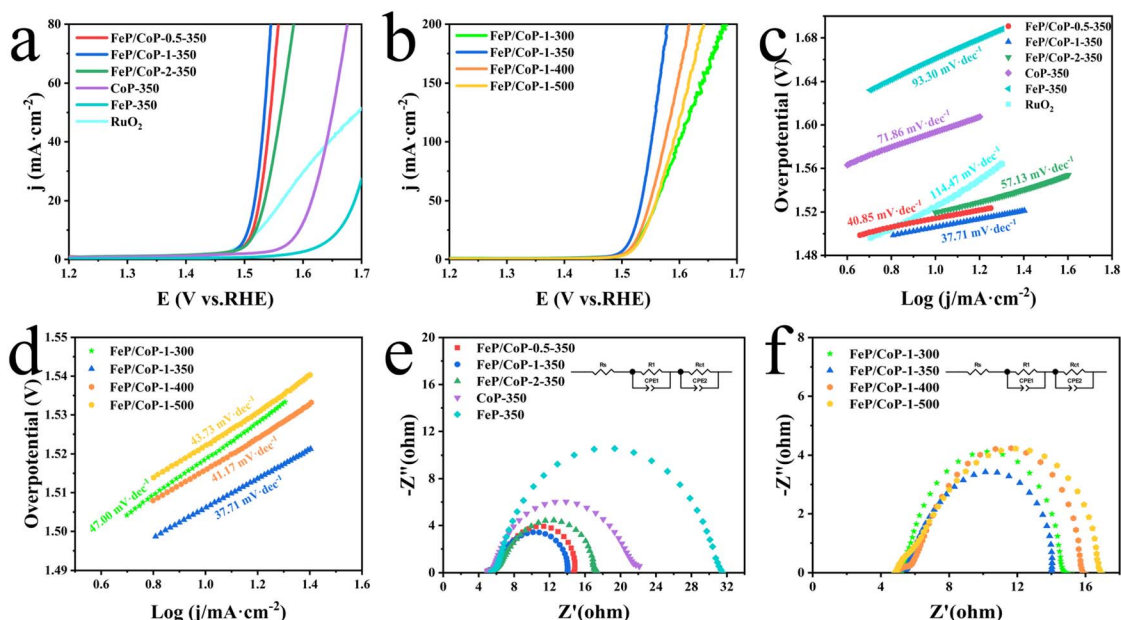 a
FeP/CoP-0.5-350
FeP/CoP-1-350
FeP/CoP-2-350
CoP-350
FeP-350
RuO₂
j (mA·cm⁻²)
80
60
40
20
0
1.2 1.3 1.4 1.5 1.6 1.7
E (V vs.RHE)
b
FeP/CoP-1-300
FeP/CoP-1-350
FeP/CoP-1-400
FeP/CoP-1-500
j (mA·cm⁻²)
200
150
100
50
0
1.2 1.3 1.4 1.5 1.6 1.7
E (V vs.RHE)
c
FeP/CoP-0.5-350
FeP/CoP-1-350
FeP/CoP-2-350
CoP-350
FeP-350
RuO₂
93.30 mV·dec⁻¹
71.86 mV·dec⁻¹
114.47 mV·dec⁻¹
57.13 mV·dec⁻¹
40.85 mV·dec⁻¹
37.71 mV·dec⁻¹
Overpotential (V)
1.68
1.64
1.60
1.56
1.52
1.48
0.4 0.6 0.8 1.0 1.2 1.4 1.6 1.8
Log (j/mA·cm⁻²)
d
FeP/CoP-1-300
FeP/CoP-1-350
FeP/CoP-1-400
FeP/CoP-1-500
43.73 mV·dec⁻¹
47.00 mV·dec⁻¹
41.17 mV·dec⁻¹
37.71 mV·dec⁻¹
Overpotential (V)
1.55
1.54
1.53
1.52
1.51
1.50
1.49
0.6 0.8 1.0 1.2 1.4 1.6
Log (j/mA·cm⁻²)
e
FeP/CoP-0.5-350
FeP/CoP-1-350
FeP/CoP-2-350
CoP-350
FeP-350
Rs R1 Rct
CPE1 CPE2
-Z''(ohm)
20
16
12
8
4
0
4 8 12 16 20 24 28 32
Z'(ohm)
f
FeP/CoP-1-300
FeP/CoP-1-350
FeP/CoP-1-400
FeP/CoP-1-500
Rs R1 Rct
CPE1 CPE2
-Z''(ohm)
8
6
4
2
0
4 8 12 16
Z'(ohm)